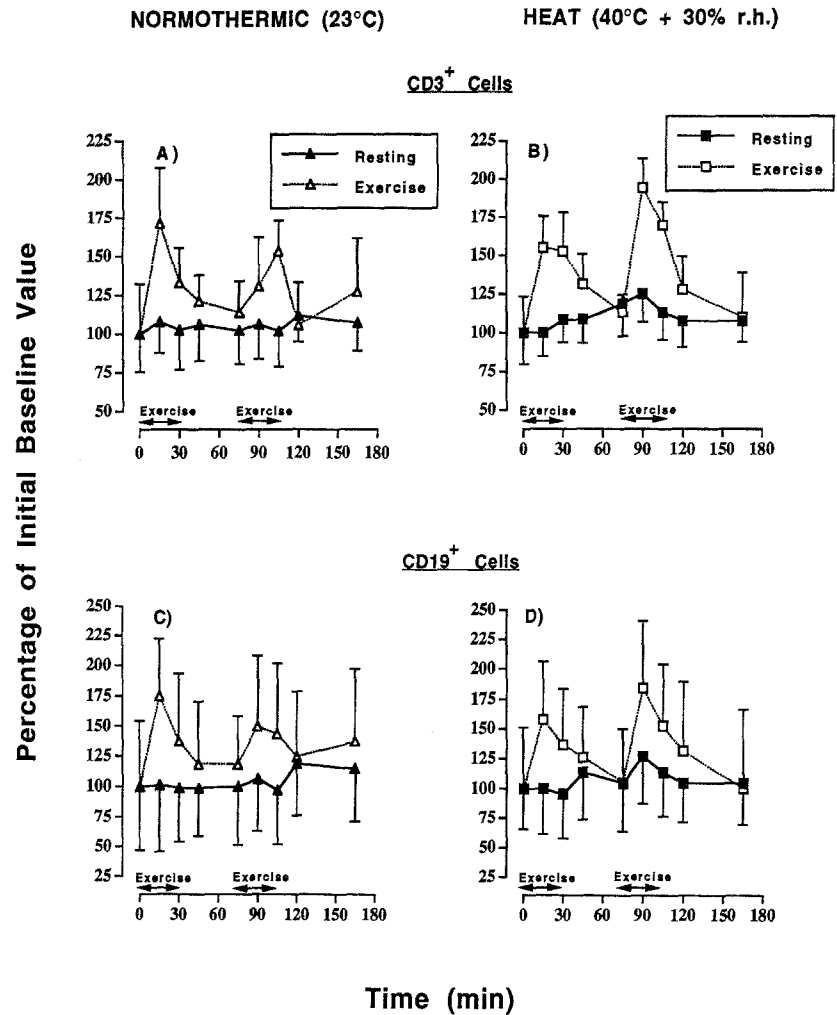 NORMOTHERMIC (23°C)
HEAT (40°C + 30% r.h.)
CD3+ Cells
A)
Resting
Exercise
225
200
175
150
125
100
75
50
Exercise
Exercise
0 30 60 90 120 150 180
B)
Resting
Exercise
225
200
175
150
125
100
75
50
Exercise
Exercise
0 30 60 90 120 150 180
Percentage of Initial Baseline Value
CD19+ Cells
C)
250
225
200
175
150
125
100
75
50
25
Exercise
Exercise
0 30 60 90 120 150 180
D)
250
225
200
175
150
125
100
75
50
25
Exercise
Exercise
0 30 60 90 120 150 180
Time (min)